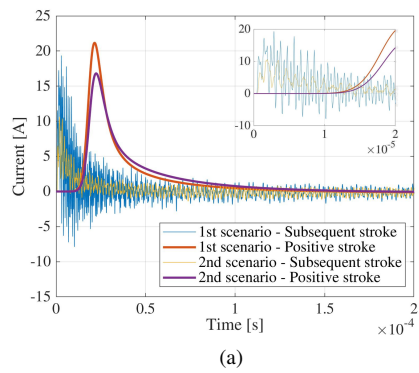 25
20
15
10
5
0
-5
-10
-15
Current [A]
20
10
0
-10
0 1 2
×10⁻⁵
1st scenario - Subsequent stroke
1st scenario - Positive stroke
2nd scenario - Subsequent stroke
2nd scenario - Positive stroke
0 0.5 1 1.5 2
Time [s]
×10⁻⁴
(a)